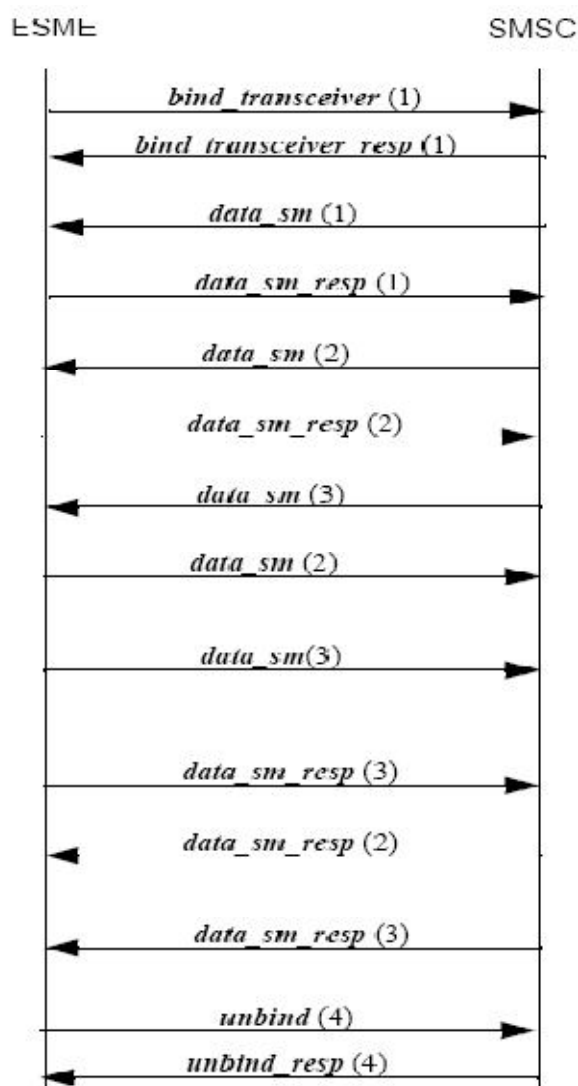 ESME SMSC
bind_transceiver (1)
bind_transceiver_resp (1)
data_sm (1)
data_sm_resp (1)
data_sm (2)
data_sm_resp (2)
data_sm (3)
data_sm (2)
data_sm(3)
data_sm_resp (3)
data_sm_resp (2)
data_sm_resp (3)
unbind (4)
unbind_resp (4)